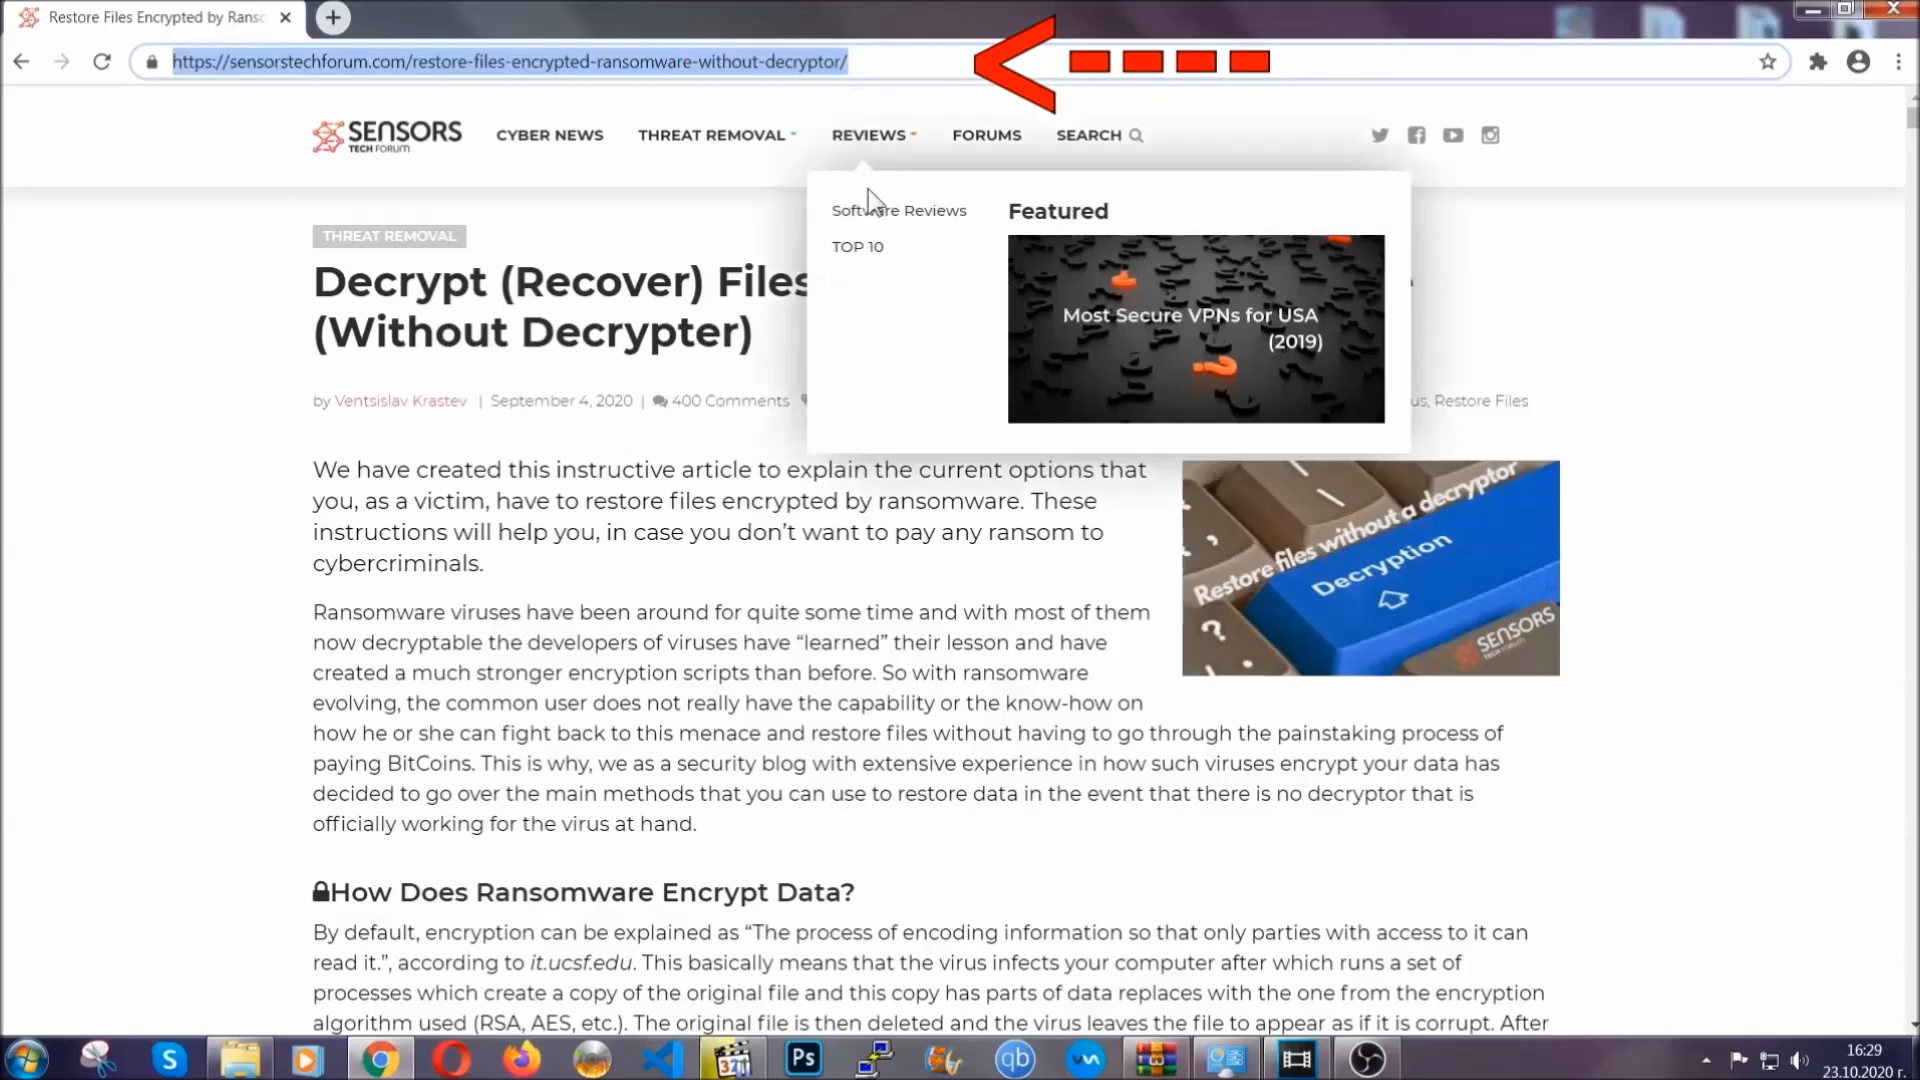 Restore Files Encrypted by Ranso
https://sensorstechforum.com/restore-files-encrypted-ransomware-without-decryptor/
SENSORS
TECH FORUM
CYBER NEWS
THREAT REMOVAL
REVIEWS
FORUMS
SEARCH
Software Reviews
TOP 10
Featured
Most Secure VPNs for USA
(2019)
THREAT REMOVAL
Decrypt (Recover) Files
(Without Decrypter)
by Ventsislav Krastev | September 4, 2020 | 400 Comments
us, Restore Files
We have created this instructive article to explain the current options that
you, as a victim, have to restore files encrypted by ransomware. These
instructions will help you, in case you don’t want to pay any ransom to
cybercriminals.
Restore files without a decryptor
Decryption
SENSORS
TECH FORUM
Ransomware viruses have been around for quite some time and with most of them
now decryptable the developers of viruses have “learned” their lesson and have
created a much stronger encryption scripts than before. So with ransomware
evolving, the common user does not really have the capability or the know-how on
how he or she can fight back to this menace and restore files without having to go through the painstaking process of
paying BitCoins. This is why, we as a security blog with extensive experience in how such viruses encrypt your data has
decided to go over the main methods that you can use to restore data in the event that there is no decryptor that is
officially working for the virus at hand.
How Does Ransomware Encrypt Data?
By default, encryption can be explained as “The process of encoding information so that only parties with access to it can
read it.”, according to it.ucsf.edu. This basically means that the virus infects your computer after which runs a set of
processes which create a copy of the original file and this copy has parts of data replaces with the one from the encryption
algorithm used (RSA, AES, etc.). The original file is then deleted and the virus leaves the file to appear as if it is corrupt. After
S
321
Ps
qb
16:29
23.10.2020 г.